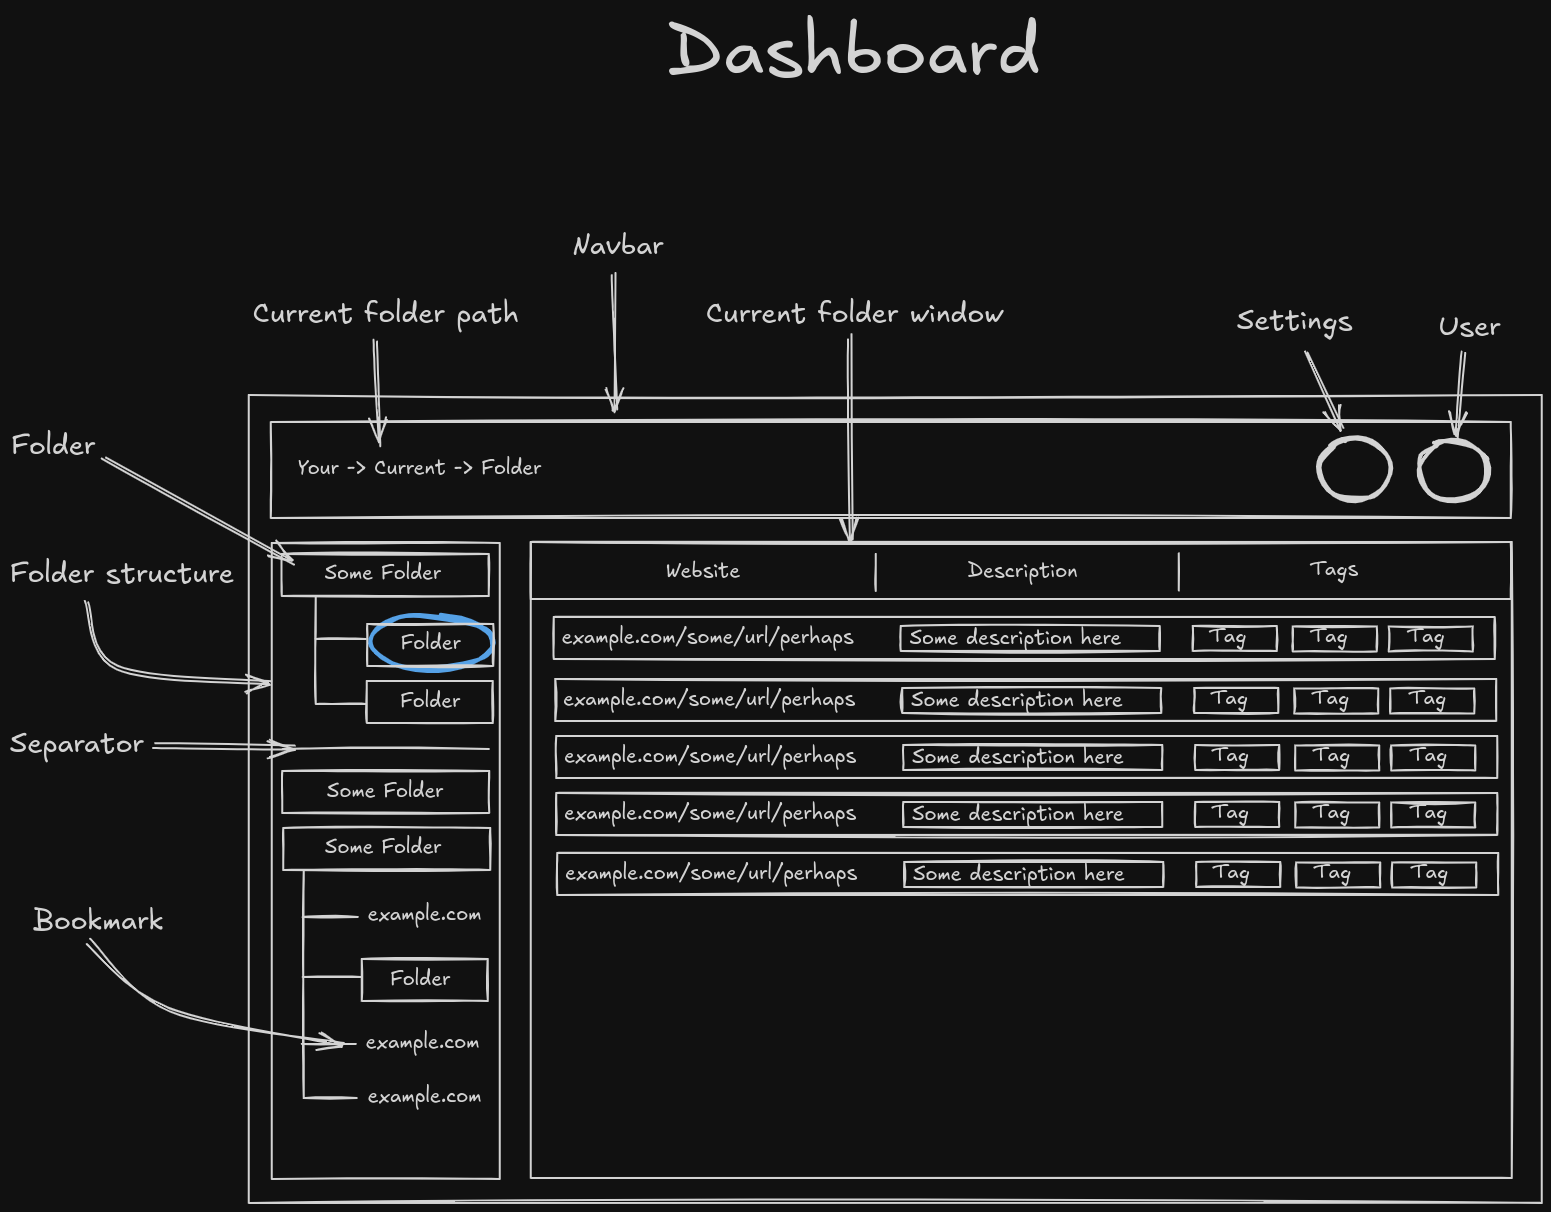 Dashboard
Navbar
Current folder path
Current folder window
Settings
User
Folder
Your -> Current -> Folder
Folder structure
Some Folder
Folder
Folder
Separator
Some Folder
Some Folder
Bookmark
example.com
Folder
example.com
example.com
Website Description Tags
example.com/some/url/perhaps Some description here Tag Tag Tag
example.com/some/url/perhaps Some description here Tag Tag Tag
example.com/some/url/perhaps Some description here Tag Tag Tag
example.com/some/url/perhaps Some description here Tag Tag Tag
example.com/some/url/perhaps Some description here Tag Tag Tag